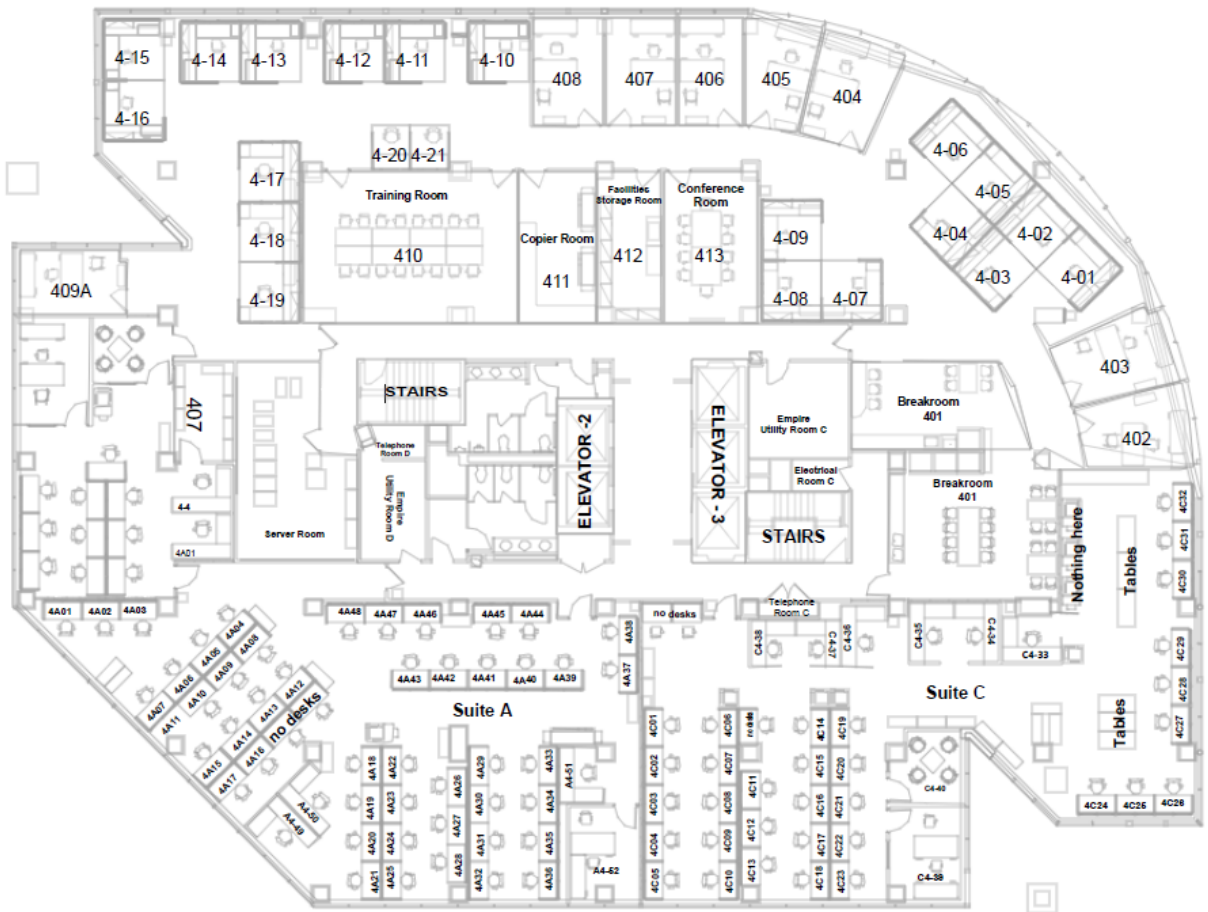 4-15
4-14
4-13
4-12
4-11
4-10
408
407
406
405
404
4-16
4-06
4-20
4-21
4-17
4-05
Training Room
Facilities
Storage Room
Conference
Room
4-18
410
Copier Room
411
412
413
4-09
4-04
4-02
4-19
4-08
4-07
4-03
4-01
409A
403
STAIRS
407
ELEVATOR -2
ELEVATOR - 3
Empire
Utility Room C
Breakroom
401
402
Telephone
Room D
Empire
Utility Room D
Electrical
Room C
Breakroom
401
4-4
4A01
Server Room
STAIRS
Nothing here
Tables
4C32
4C31
4C30
4A01
4A02
4A03
4A48
4A47
4A46
4A45
4A44
4A38
4A37
no desks
Telephone
Room C
C4-38
C4-37
C4-36
C4-35
C4-34
C4-33
4A04
4A05
4A06
4A07
4A08
4A09
4A10
4A11
4A43
4A42
4A41
4A40
4A39
4C29
4C28
4C27
Suite A
Suite C
Tables
4A12
4A13
4A14
4A15
no desks
4A16
4A17
A4-50
A4-49
4A18
4A19
4A20
4A21
4A22
4A23
4A24
4A25
4A26
4A27
4A28
4A29
4A30
4A31
4A32
4A33
4A34
4A35
4A36
A4-51
A4-52
4C01
4C02
4C03
4C04
4C05
4C06
4C07
4C08
4C09
4C10
no desks
4C11
4C12
4C13
4C14
4C15
4C16
4C17
4C18
4C19
4C20
4C21
4C22
4C23
C4-40
C4-39
4C24
4C25
4C26